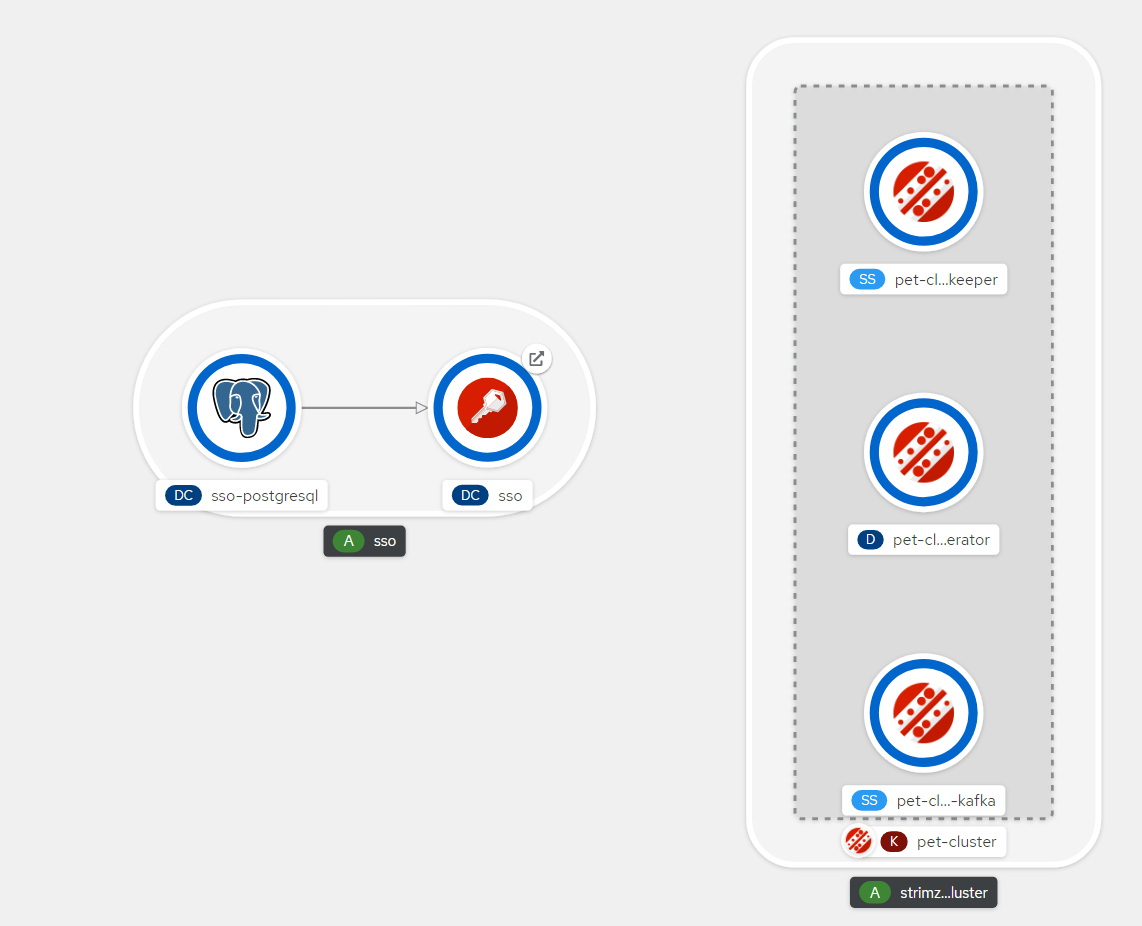 SS pet-cl...keeper
DC sso-postgresql
DC sso
A sso
D pet-cl...erator
SS pet-cl...-kafka
K pet-cluster
A strimz...luster